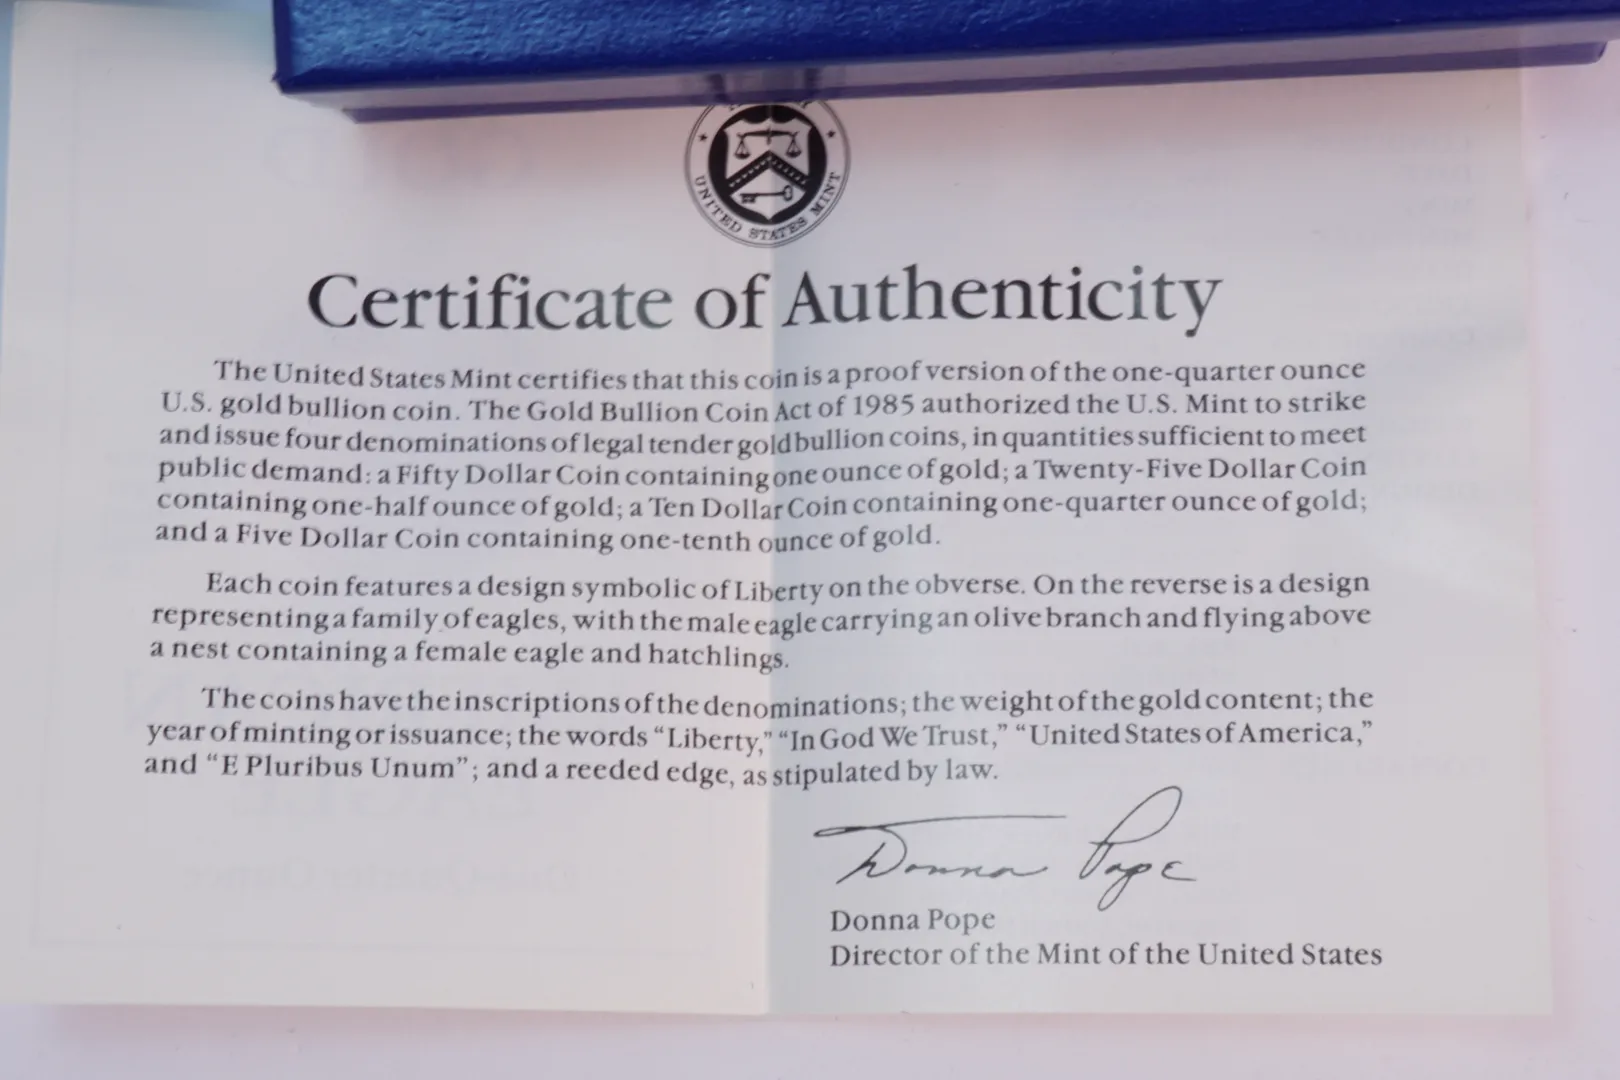 UNITED STATES MINT
Certificate of Authenticity
The United States Mint certifies that this coin is a proof version of the one-quarter ounce
U.S. gold bullion coin. The Gold Bullion Coin Act of 1985 authorized the U.S. Mint to strike
and issue four denominations of legal tender gold bullion coins, in quantities sufficient to meet
public demand: a Fifty Dollar Coin containing one ounce of gold; a Twenty-Five Dollar Coin
containing one-half ounce of gold; a Ten Dollar Coin containing one-quarter ounce of gold;
and a Five Dollar Coin containing one-tenth ounce of gold.
Each coin features a design symbolic of Liberty on the obverse. On the reverse is a design
representing a family of eagles, with the male eagle carrying an olive branch and flying above
a nest containing a female eagle and hatchlings.
The coins have the inscriptions of the denominations; the weight of the gold content; the
year of minting or issuance; the words “Liberty,” “In God We Trust,” “United States of America,”
and “E Pluribus Unum”; and a reeded edge, as stipulated by law.
Donna Pope
Donna Pope
Director of the Mint of the United States